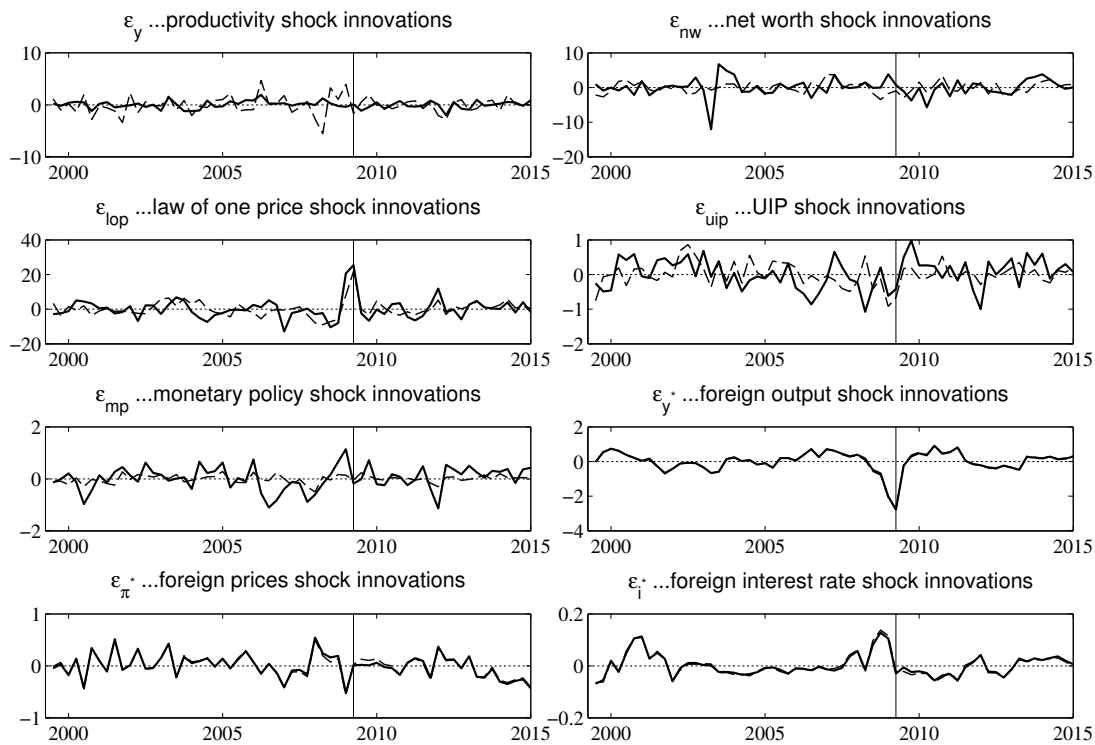 ε_y ...productivity shock innovations
10
0
−10
2000 2005 2010 2015
ε_nw ...net worth shock innovations
10
0
−10
−20
2000 2005 2010 2015
ε_lop ...law of one price shock innovations
40
20
0
−20
2000 2005 2010 2015
ε_uip ...UIP shock innovations
1
0
−1
−2
2000 2005 2010 2015
ε_mp ...monetary policy shock innovations
2
0
−2
2000 2005 2010 2015
ε_y* ...foreign output shock innovations
2
0
−2
−4
2000 2005 2010 2015
ε_π* ...foreign prices shock innovations
1
0
−1
2000 2005 2010 2015
ε_i* ...foreign interest rate shock innovations
0.2
0
−0.2
2000 2005 2010 2015